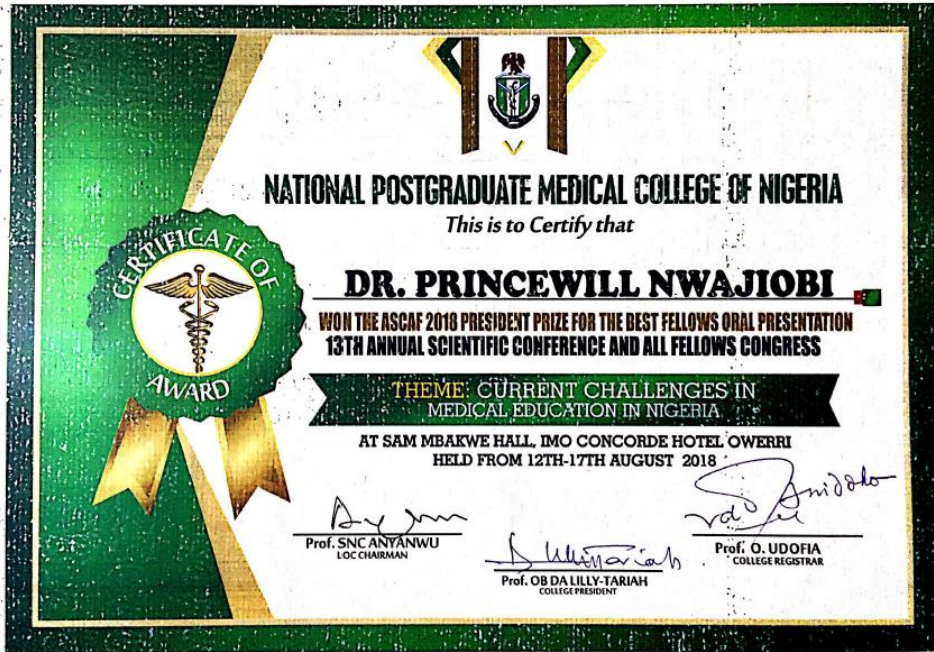 NATIONAL POSTGRADUATE MEDICAL COLLEGE OF NIGERIA
This is to Certify that
DR. PRINCEWILL NWAJIOBI
WON THE ASCAF 2018 PRESIDENT PRIZE FOR THE BEST FELLOWS ORAL PRESENTATION
13TH ANNUAL SCIENTIFIC CONFERENCE AND ALL FELLOWS CONGRESS
CERTIFICATE OF
AWARD
THEME: CURRENT CHALLENGES IN
MEDICAL EDUCATION IN NIGERIA
AT SAM MBAKWE HALL, IMO CONCORDE HOTEL OWERRI
HELD FROM 12TH-17TH AUGUST 2018
Prof. SNC ANYANWU
LOC CHAIRMAN
Prof. OB DA LILLY-TARIAH
COLLEGE PRESIDENT
Prof. O. UDOFIA
COLLEGE REGISTRAR